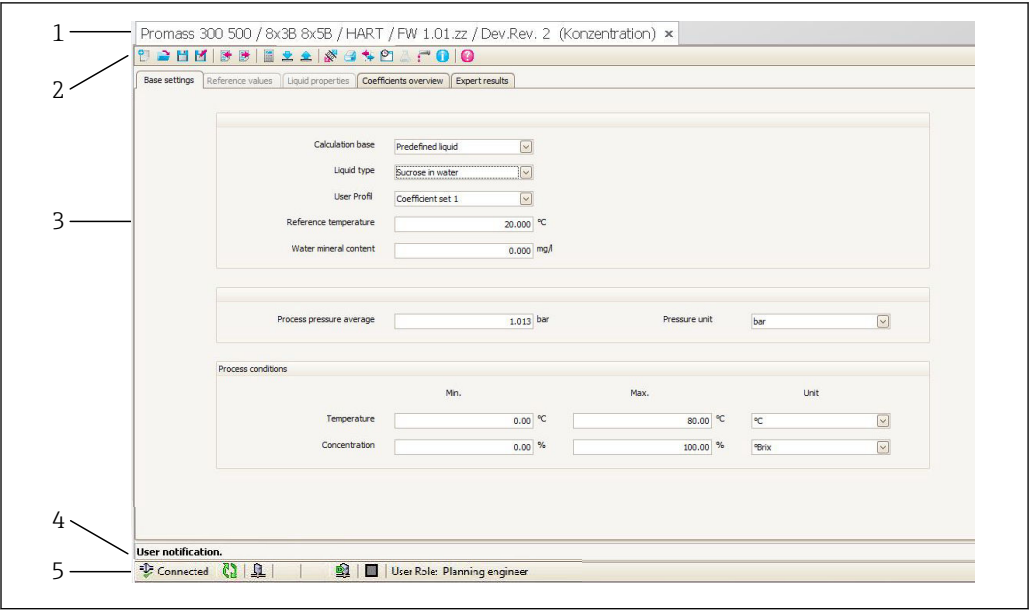 1 Promass 300 500 / 8x3B 8x5B / HART / FW 1.01.zz / Dev.Rev. 2 (Konzentration) ×
2
Base settings Reference values Liquid properties Coefficients overview Expert results
Calculation base Predefined liquid
Liquid type Sucrose in water
User Profil Coefficient set 1
3 Reference temperature 20.000 °C
Water mineral content 0.000 mg/l
Process pressure average 1.013 bar Pressure unit bar
Process conditions
Min. Max. Unit
Temperature 0.00 °C 80.00 °C °C
Concentration 0.00 % 100.00 % °Brix
4 User notification.
5 Connected User Role: Planning engineer